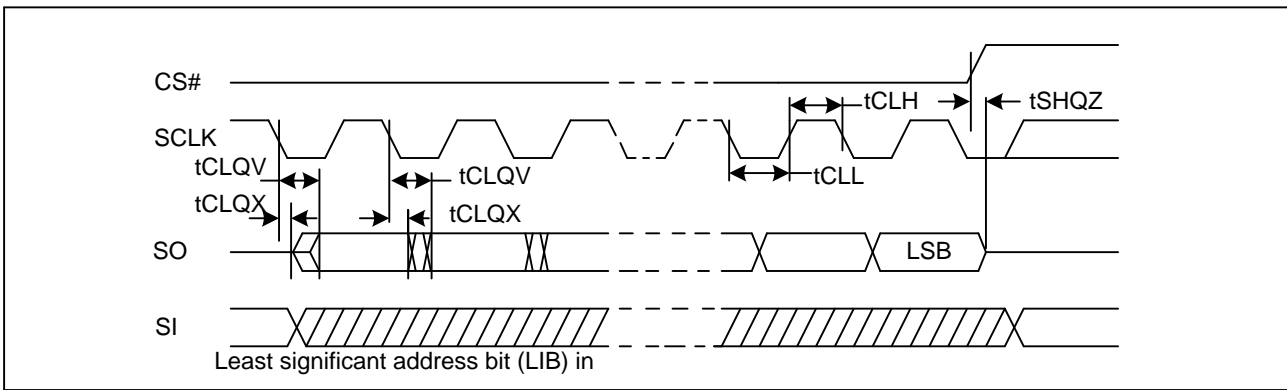 CS#
tCLH
tSHQZ
SCLK
tCLQV
tCLQV
tCLL
tCLQX
tCLQX
SO
LSB
SI
Least significant address bit (LIB) in